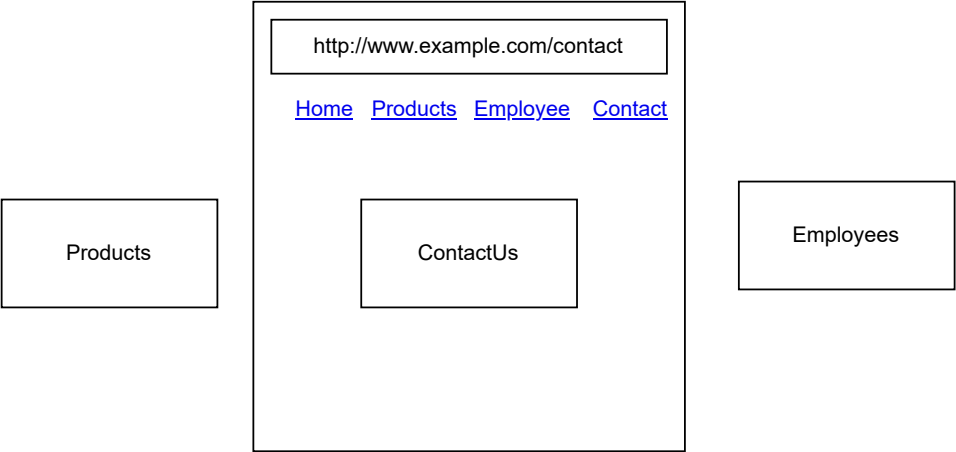 http://www.example.com/contact
Home Products Employee Contact
Products
ContactUs
Employees